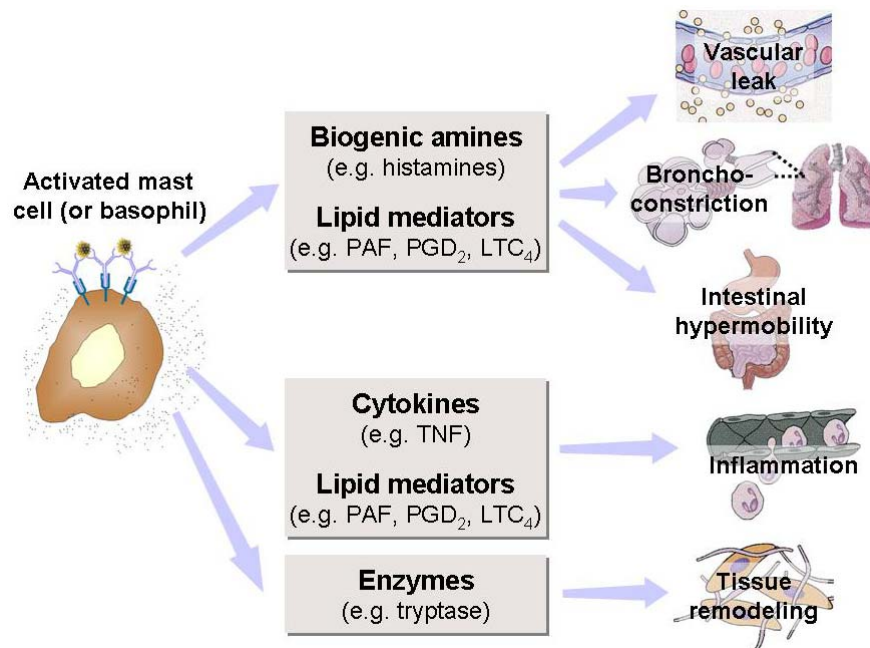 Activated mast
cell (or basophil)
Biogenic amines
(e.g. histamines)
Lipid mediators
(e.g. PAF, PGD₂, LTC₄)
Cytokines
(e.g. TNF)
Lipid mediators
(e.g. PAF, PGD₂, LTC₄)
Enzymes
(e.g. tryptase)
Vascular
leak
Broncho-
constriction
Intestinal
hypermobility
Inflammation
Tissue
remodeling